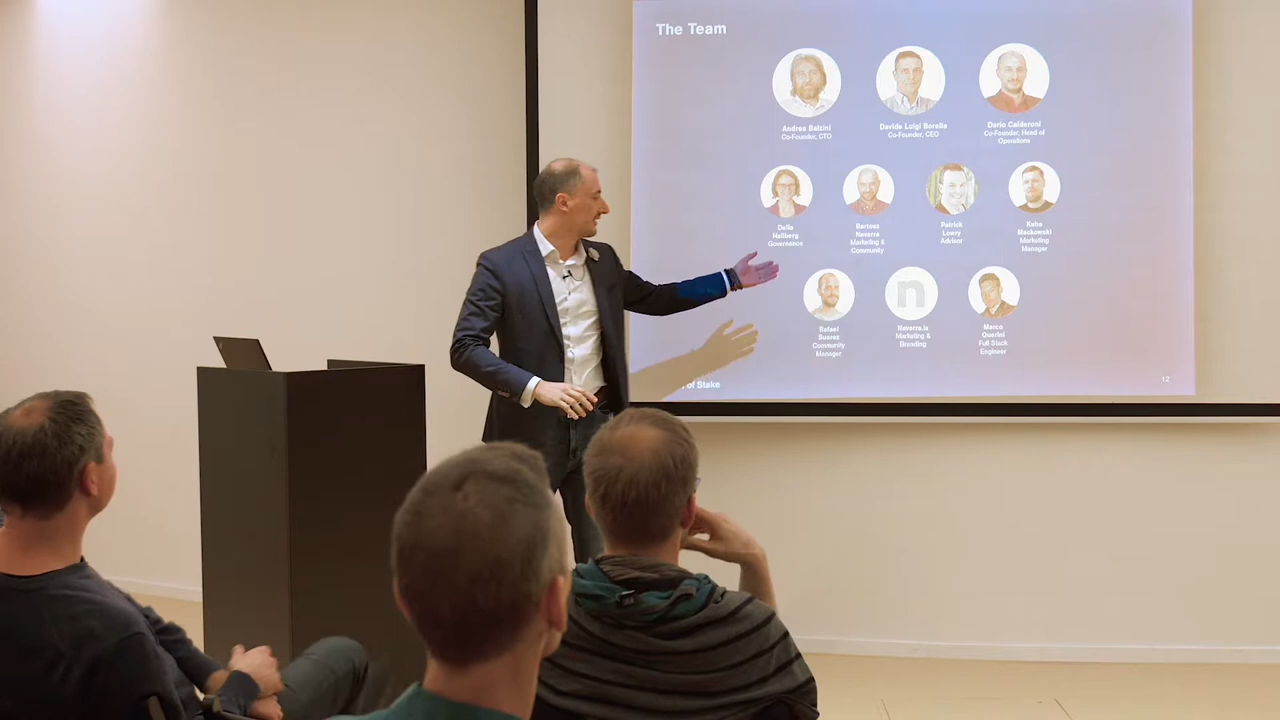 The Team
Andrea Balzini
Co-Founder, CTO
Davide Luigi Borella
Co-Founder, CEO
Dario Calderoni
Co-Founder, Head of
Operations
Delia
Hallberg
Governance
Bartosz
Navarra
Marketing &
Community
Patrick
Lowry
Advisor
Kuba
Mackowski
Marketing
Manager
n
Rafael
Suarez
Community
Manager
Navarra.is
Marketing &
Branding
Marco
Querini
Full Stack
Engineer
of Stake
12